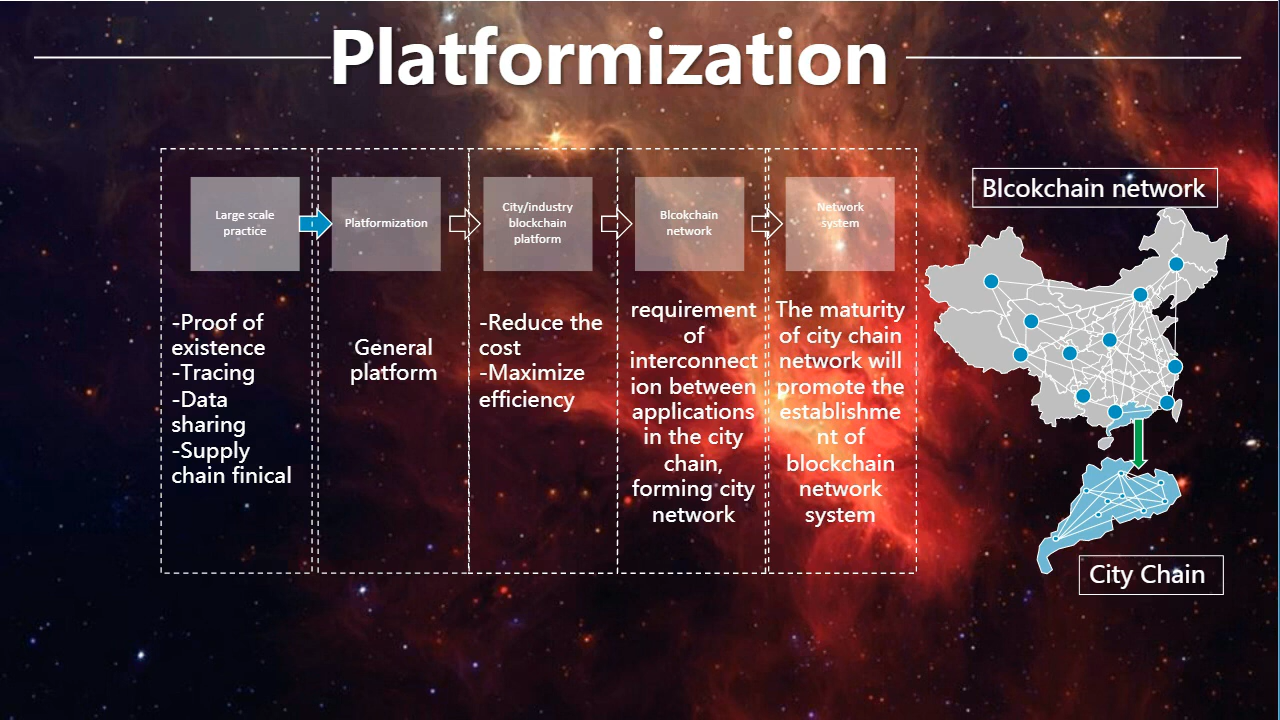 Platformization
Large scale
practice
Platformization
City/industry
blockchain
platform
Blcokchain
network
Network
system
-Proof of
existence
-Tracing
-Data
sharing
-Supply
chain finical
General
platform
-Reduce the
cost
-Maximize
efficiency
requirement
of
interconnect
ion between
applications
in the city
chain,
forming city
network
The maturity
of city chain
network will
promote the
establishme
nt of
blockchain
network
system
Blcokchain network
City Chain